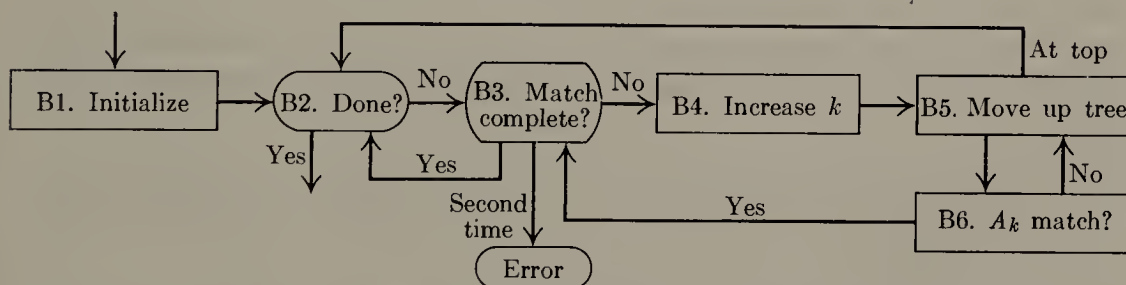 At top
B1. Initialize
B2. Done?
No
B3. Match
complete?
No
B4. Increase k
B5. Move up tree
Yes
Yes
No
Second
time
Yes
B6. Ak match?
Error